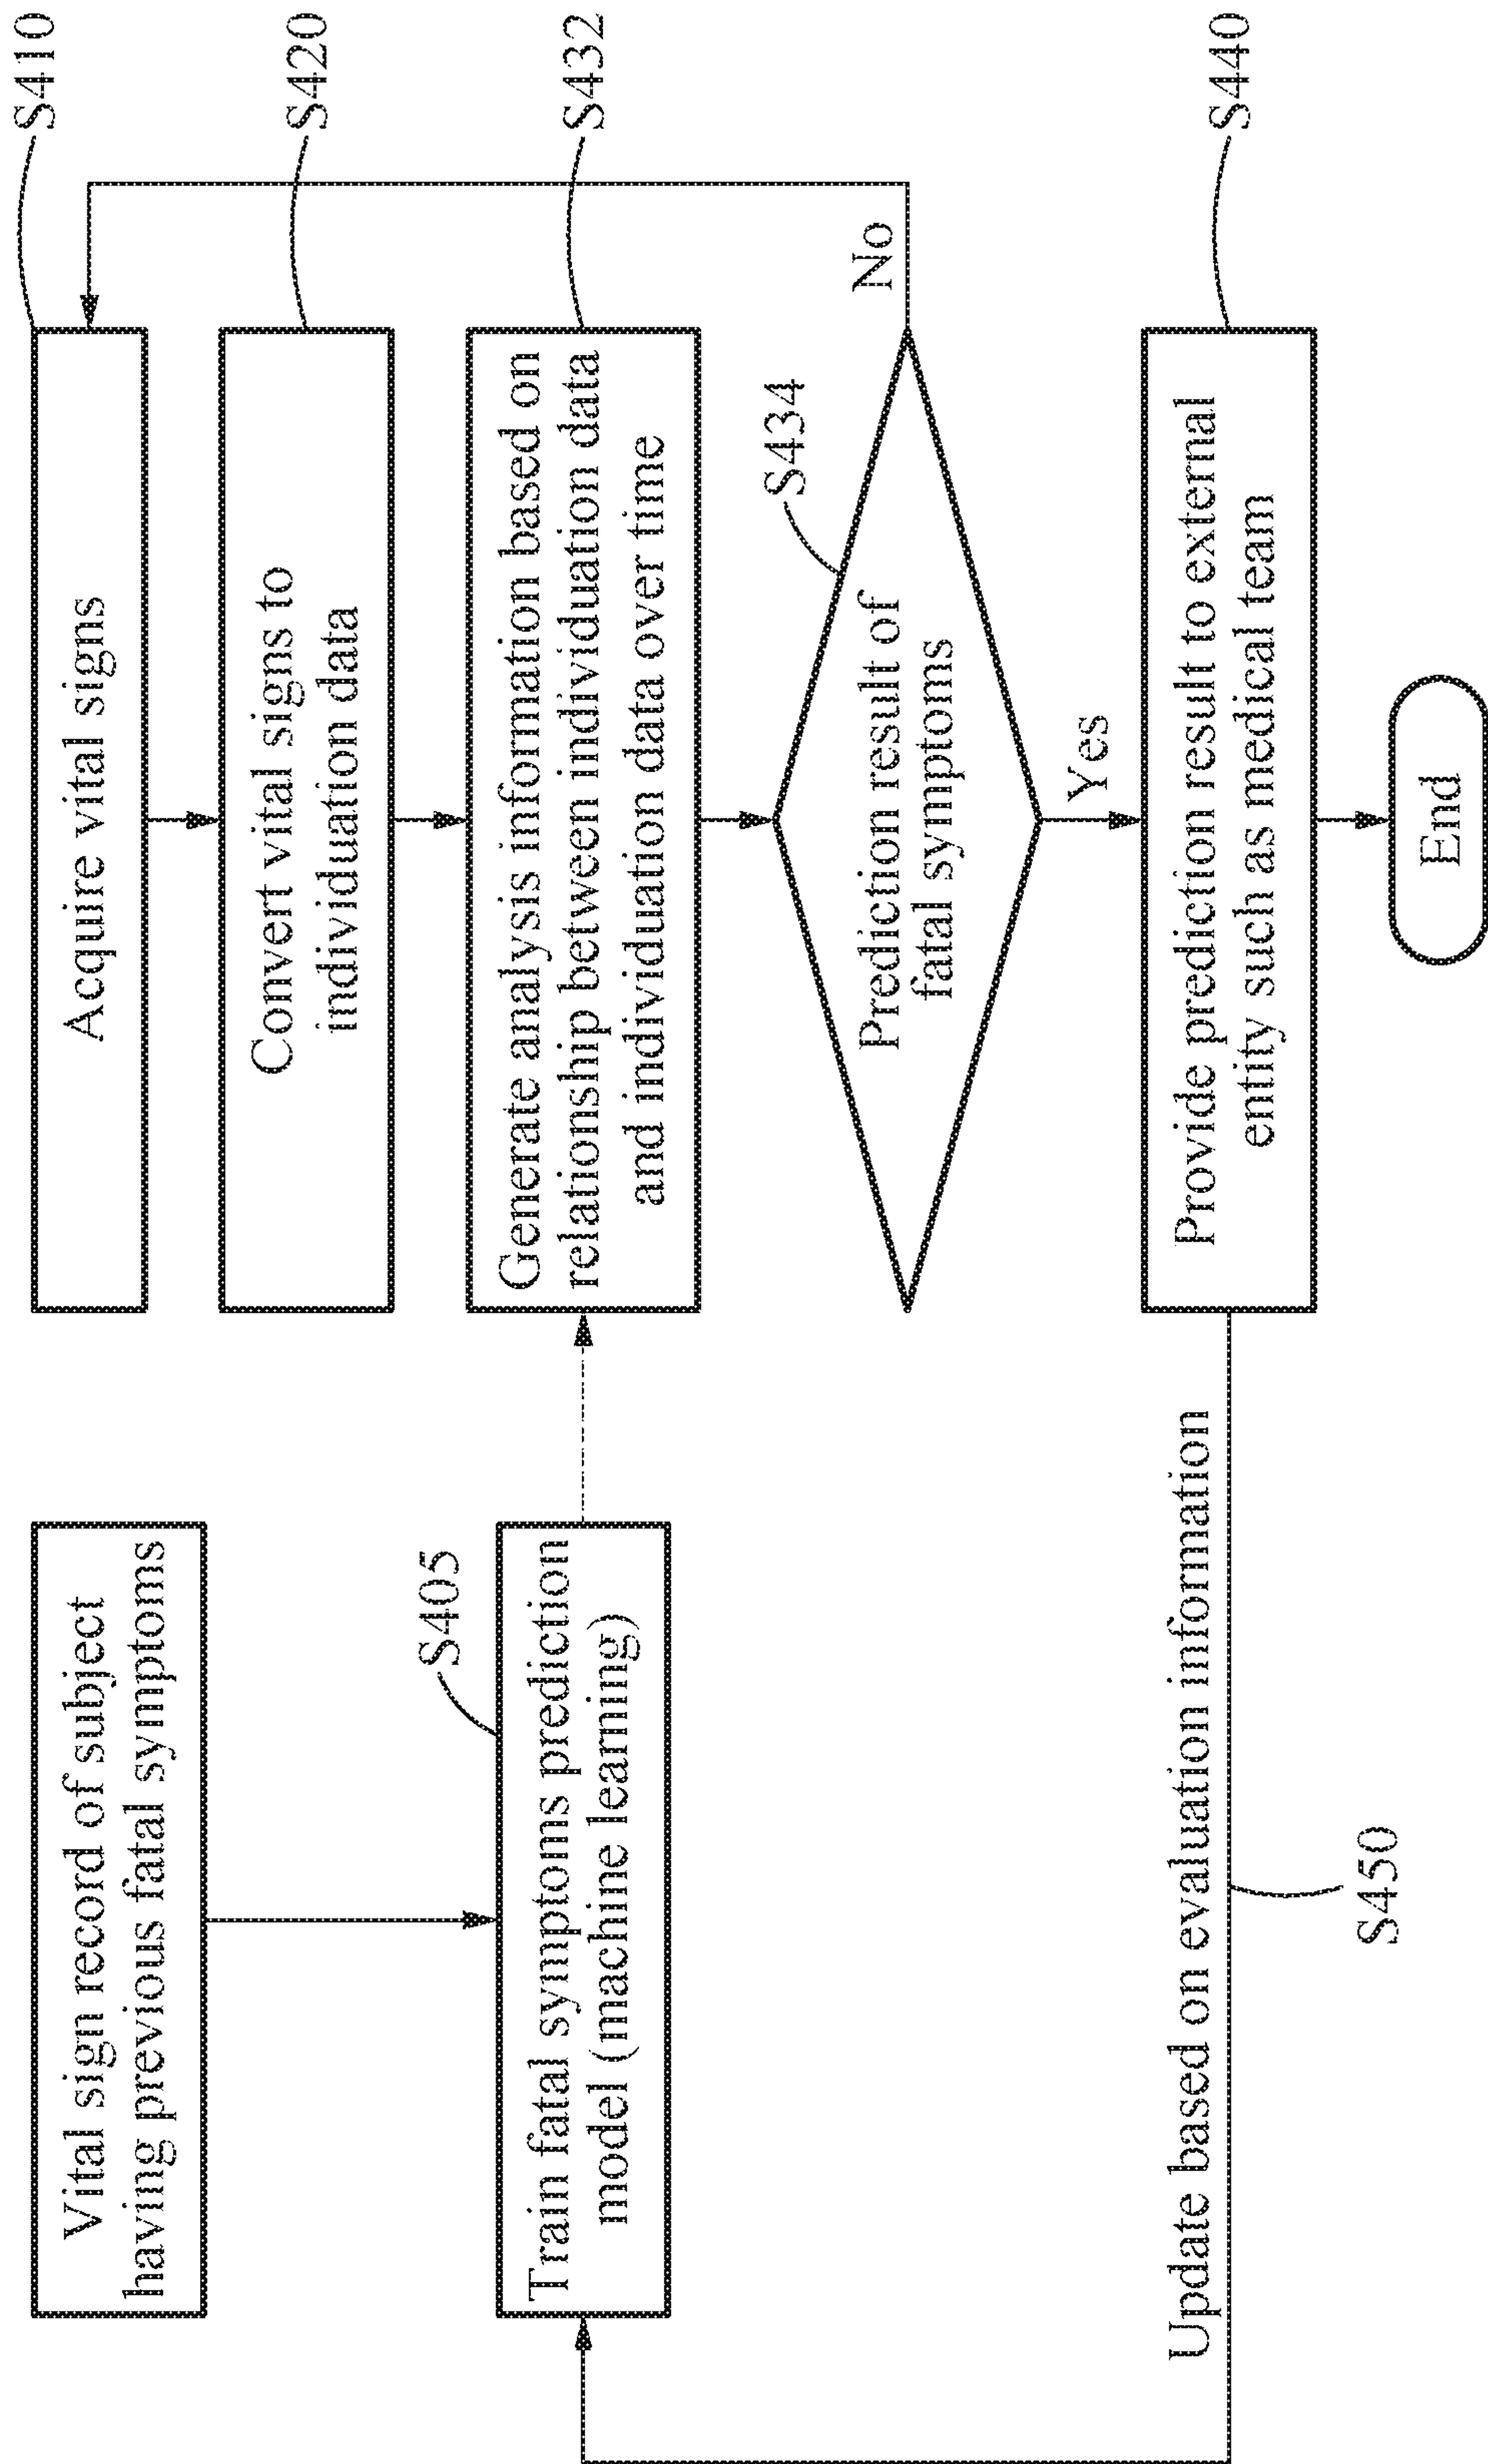 Vital sign record of subject
having previous fatal symptoms
S405
Train fatal symptoms prediction
model (machine learning)
Update based on evaluation information
S450
S410
Acquire vital signs
S420
Convert vital signs to
individuation data
S432
Generate analysis information based on
relationship between individuation data
and individuation data over time
S434
Prediction result of
fatal symptoms
No
Yes
S440
Provide prediction result to external
entity such as medical team
End